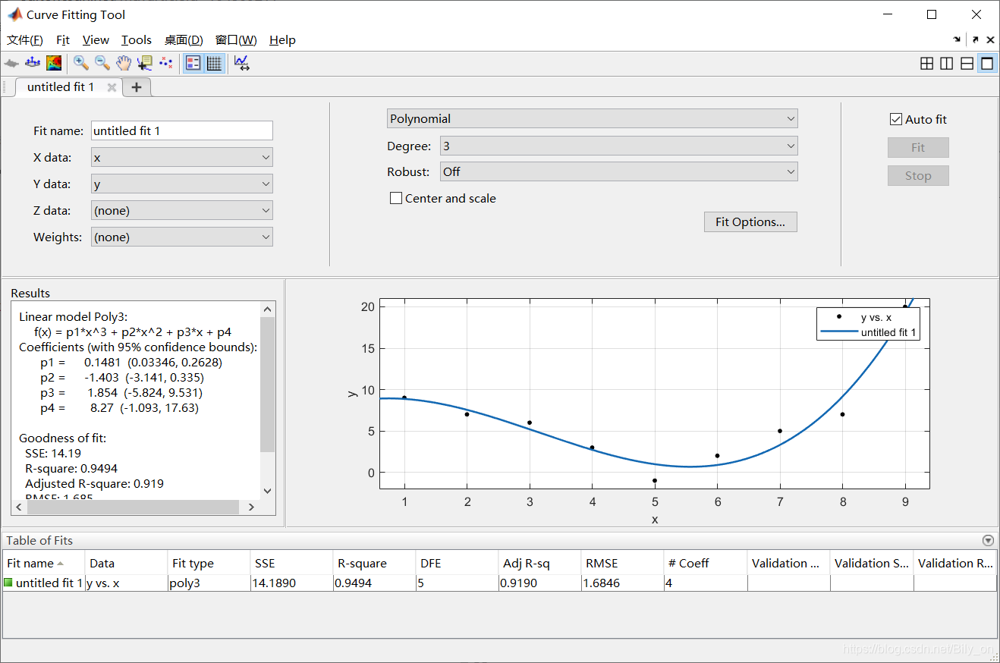 Curve Fitting Tool
文件(F) Fit View Tools 桌面(D) 窗口(W) Help
untitled fit 1
Fit name: untitled fit 1
X data: x
Y data: y
Z data: (none)
Weights: (none)
Polynomial
Degree: 3
Robust: Off
Center and scale
Fit Options...
Auto fit
Fit
Stop
Results
Linear model Poly3:
f(x) = p1*x^3 + p2*x^2 + p3*x + p4
Coefficients (with 95% confidence bounds):
p1 = 0.1481 (0.03346, 0.2628)
p2 = -1.403 (-3.141, 0.335)
p3 = 1.854 (-5.824, 9.531)
p4 = 8.27 (-1.093, 17.63)
Goodness of fit:
SSE: 14.19
R-square: 0.9494
Adjusted R-square: 0.919
RMSE: 1.685
20
15
10
5
0
y
1 2 3 4 5 6 7 8 9
x
y vs. x
untitled fit 1
Table of Fits
Fit name Data Fit type SSE R-square DFE Adj R-sq RMSE # Coeff Validation ... Validation S... Validation R...
untitled fit 1 y vs. x poly3 14.1890 0.9494 5 0.9190 1.6846 4
https://blog.csdn.net/Bily_on